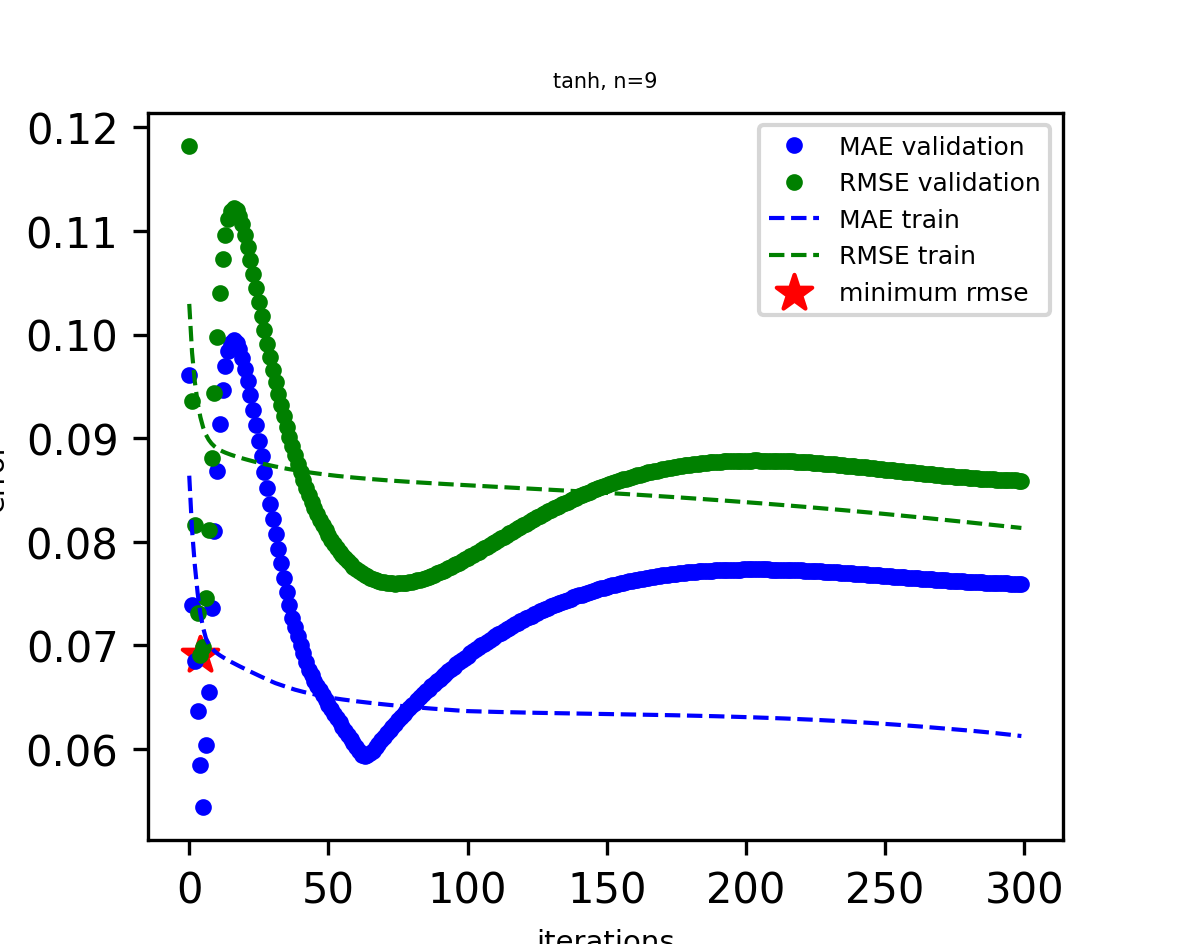 tanh, n=9
0.12
0.11
0.10
0.09
0.08
0.07
0.06
MAE validation
RMSE validation
MAE train
RMSE train
minimum rmse
0 50 100 150 200 250 300
iterations